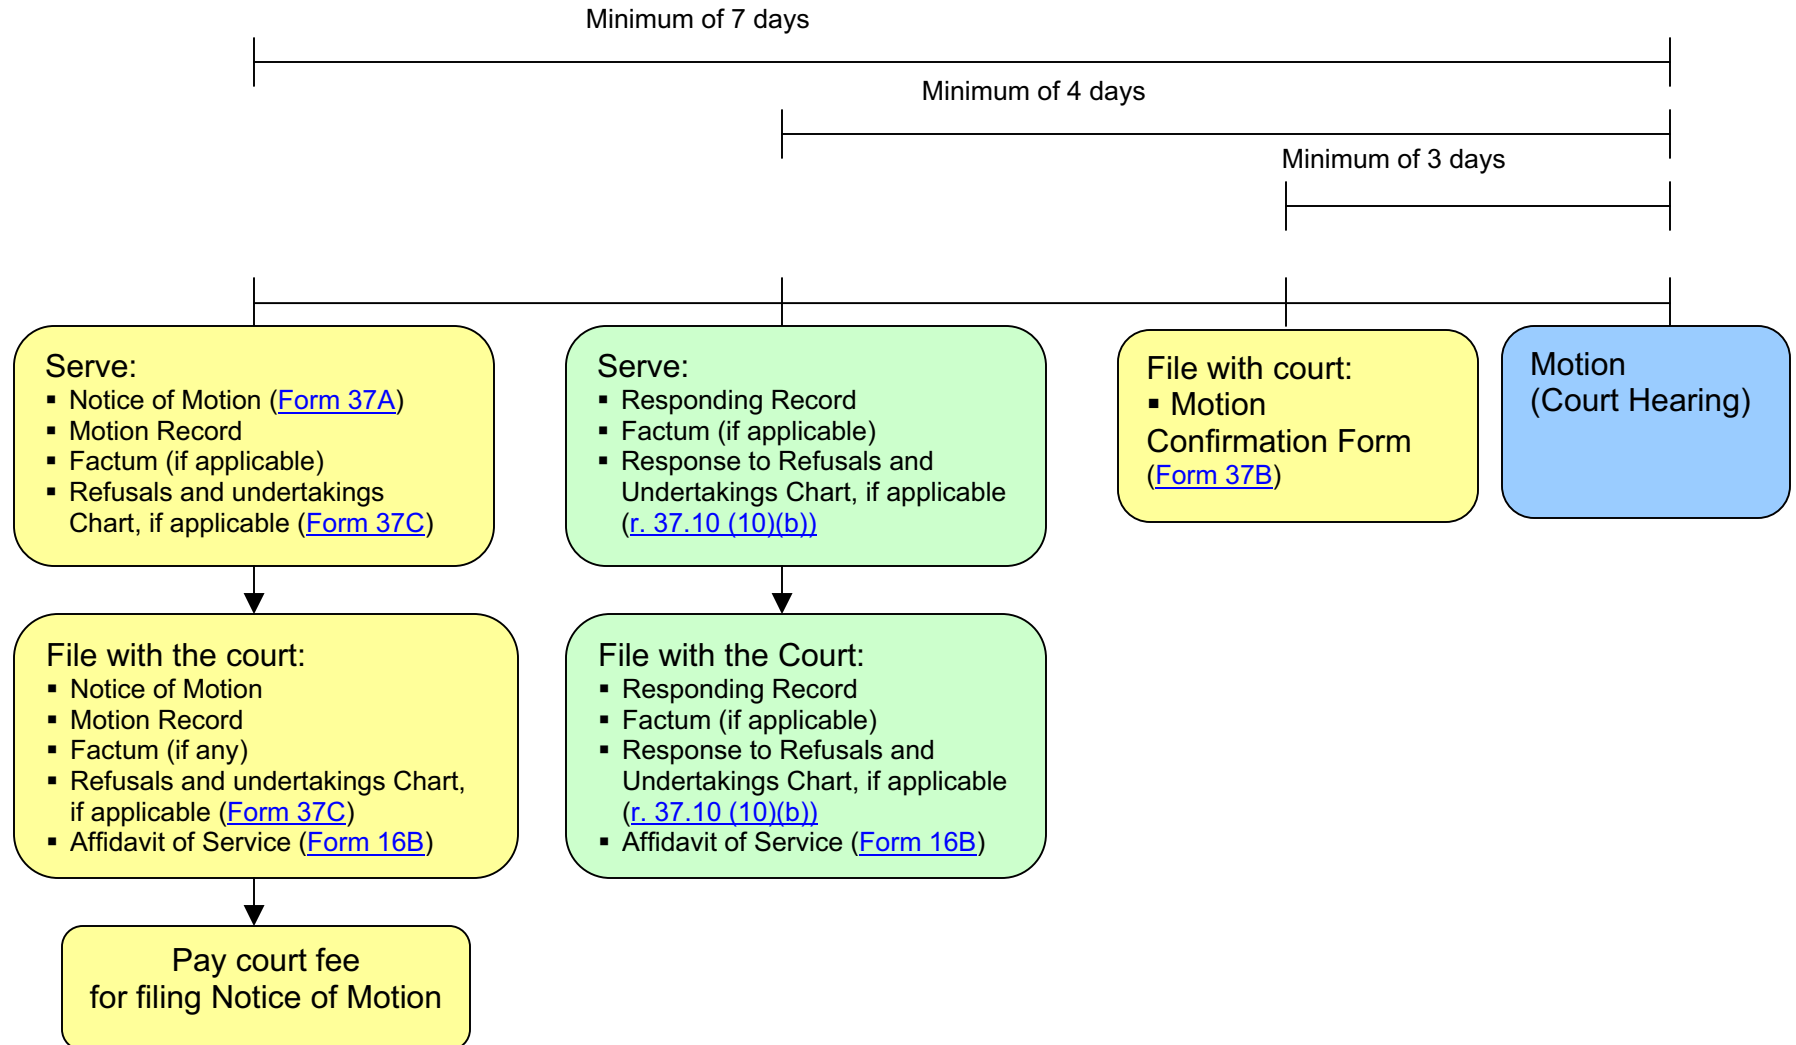 Minimum of 7 days
Minimum of 4 days
Minimum of 3 days
Serve:
▪ Notice of Motion (Form 37A)
▪ Motion Record
▪ Factum (if applicable)
▪ Refusals and undertakings
Chart, if applicable (Form 37C)
Serve:
▪ Responding Record
▪ Factum (if applicable)
▪ Response to Refusals and
Undertakings Chart, if applicable
(r. 37.10 (10)(b))
File with court:
▪ Motion
Confirmation Form
(Form 37B)
Motion
(Court Hearing)
File with the court:
▪ Notice of Motion
▪ Motion Record
▪ Factum (if any)
▪ Refusals and undertakings Chart,
if applicable (Form 37C)
▪ Affidavit of Service (Form 16B)
File with the Court:
▪ Responding Record
▪ Factum (if applicable)
▪ Response to Refusals and
Undertakings Chart, if applicable
(r. 37.10 (10)(b))
▪ Affidavit of Service (Form 16B)
Pay court fee
for filing Notice of Motion